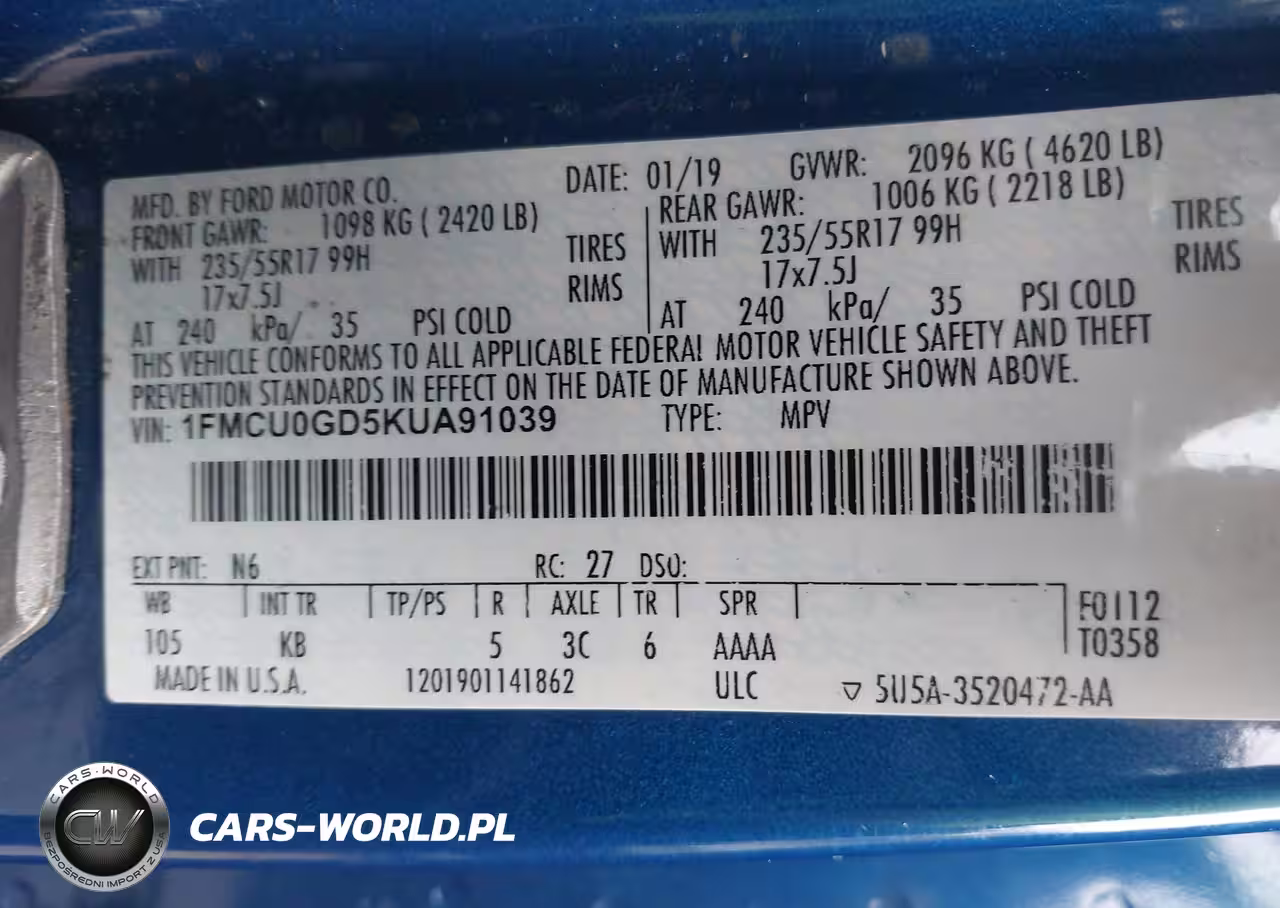 MFD. BY FORD MOTOR CO. DATE: 01/19 GVWR: 2096 KG ( 4620 LB)
FRONT GAWR: 1098 KG ( 2420 LB) REAR GAWR: 1006 KG ( 2218 LB)
WITH 235/55R17 99H TIRES WITH 235/55R17 99H TIRES
17x7.5J RIMS 17x7.5J RIMS
AT 240 kPa/ 35 PSI COLD AT 240 kPa/ 35 PSI COLD
THIS VEHICLE CONFORMS TO ALL APPLICABLE FEDERAL MOTOR VEHICLE SAFETY AND THEFT
PREVENTION STANDARDS IN EFFECT ON THE DATE OF MANUFACTURE SHOWN ABOVE.
VIN: 1FMCU0GD5KUA91039 TYPE: MPV
EXT PNT: N6 RC: 27 DSO:
WB INT TR TP/PS R AXLE TR SPR F0112
105 KB 5 3C 6 AAAA T0358
MADE IN U.S.A. 1201901141862 ULC ▽ 5U5A-3520472-AA
CARS-WORLD
CW
BEZPOŚREDNI IMPORT Z USA
CARS-WORLD.PL